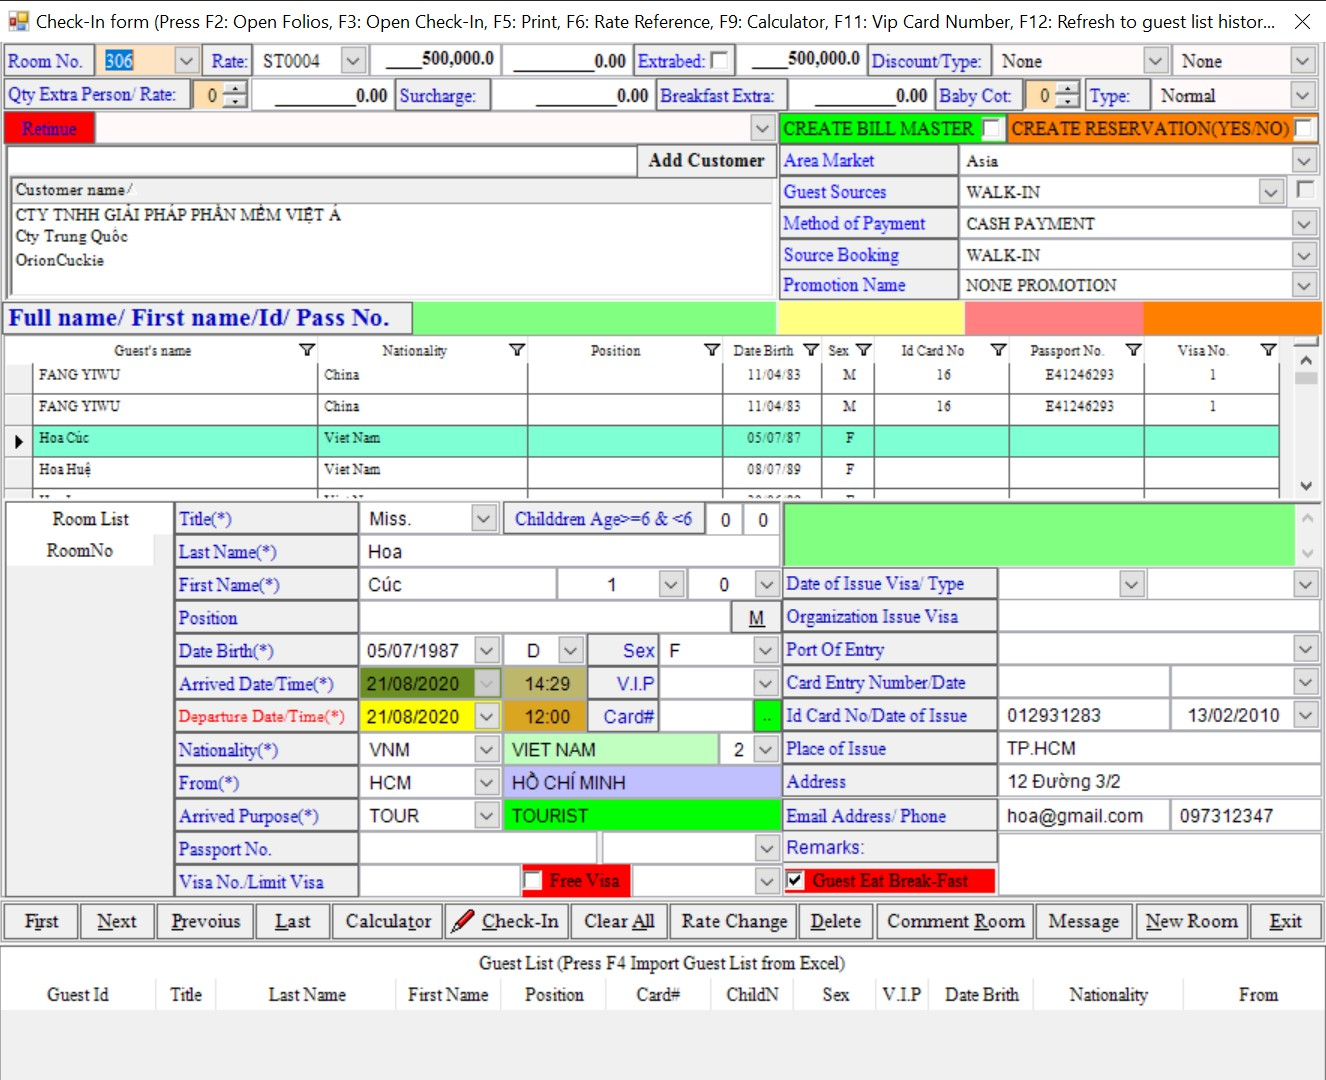 Check-In form (Press F2: Open Folios, F3: Open Check-In, F5: Print, F6: Rate Reference, F9: Calculator, F11: Vip Card Number, F12: Refresh to guest list histor...
Room No. 306 Rate: ST0004 ____500,000.0 ________0.00 Extrabed: ____500,000.0 Discount/Type: None None
Qty Extra Person/ Rate: 0 ________0.00 Surcharge: ________0.00 Breakfast Extra: ________0.00 Baby Cot: 0 Type: Normal
Retinue CREATE BILL MASTER CREATE RESERVATION(YES/NO)
Add Customer Area Market Asia
Customer name/
Guest Sources WALK-IN
CTY TNHH GIẢI PHÁP PHẦN MỀM VIỆT Á
Method of Payment CASH PAYMENT
Cty Trung Quốc
Source Booking WALK-IN
OrionCuckie
Promotion Name NONE PROMOTION
Full name/ First name/Id/ Pass No.
Guest's name Nationality Position Date Birth Sex Id Card No Passport No. Visa No.
FANG YIWU China 11/04/83 M 16 E41246293 1
FANG YIWU China 11/04/83 M 16 E41246293 1
Hoa Cúc Viet Nam 05/07/87 F
Hoa Huệ Viet Nam 08/07/89 F
Room List Title(*) Miss. Childdren Age>=6 & <6 0 0
RoomNo Last Name(*) Hoa
First Name(*) Cúc 1 0 Date of Issue Visa/ Type
Position M Organization Issue Visa
Date Birth(*) 05/07/1987 D Sex F Port Of Entry
Arrived Date/Time(*) 21/08/2020 14:29 V.I.P Card Entry Number/Date
Departure Date/Time(*) 21/08/2020 12:00 Card# .. Id Card No/Date of Issue 012931283 13/02/2010
Nationality(*) VNM VIET NAM 2 Place of Issue TP.HCM
From(*) HCM HỒ CHÍ MINH Address 12 Đường 3/2
Arrived Purpose(*) TOUR TOURIST Email Address/ Phone hoa@gmail.com 097312347
Passport No. Remarks:
Visa No./Limit Visa Free Visa Guest Eat Break-Fast
First Next Prevoius Last Calculator Check-In Clear All Rate Change Delete Comment Room Message New Room Exit
Guest List (Press F4 Import Guest List from Excel)
Guest Id Title Last Name First Name Position Card# ChildN Sex V.I.P Date Brith Nationality From